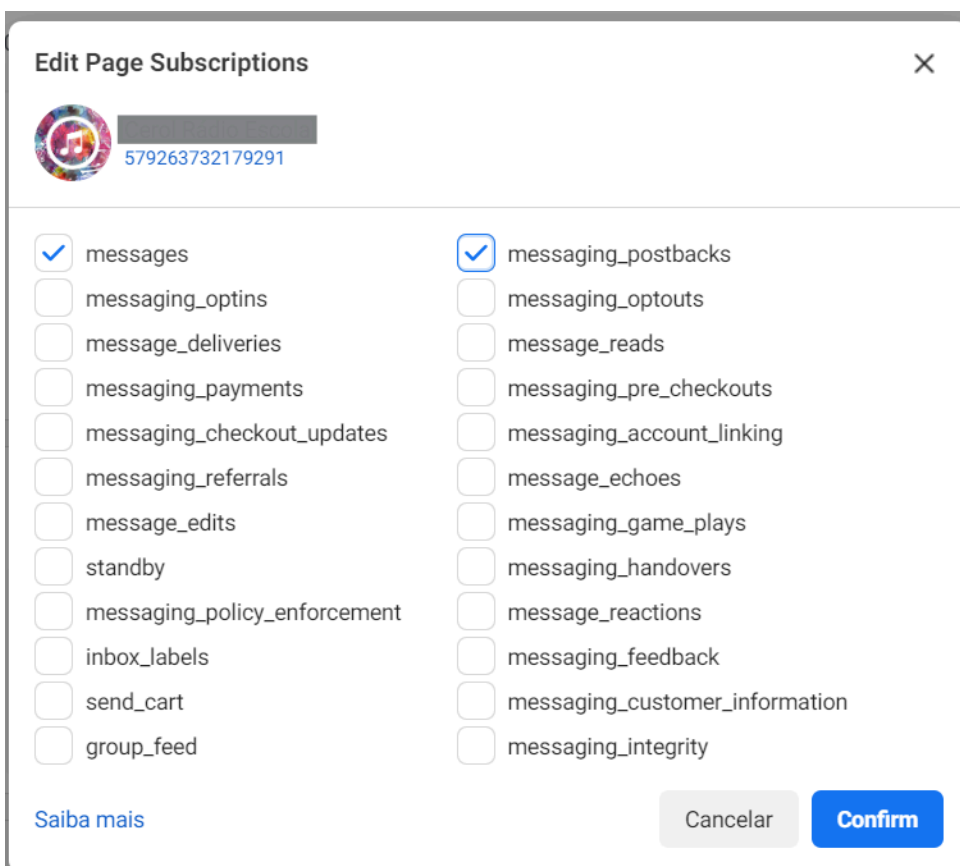 Edit Page Subscriptions
579263732179291
messages
messaging_postbacks
messaging_optins
messaging_optouts
message_deliveries
message_reads
messaging_payments
messaging_pre_checkouts
messaging_checkout_updates
messaging_account_linking
messaging_referrals
message_echoes
message_edits
messaging_game_plays
standby
messaging_handovers
messaging_policy_enforcement
message_reactions
inbox_labels
messaging_feedback
send_cart
messaging_customer_information
group_feed
messaging_integrity
Saiba mais
Cancelar
Confirm